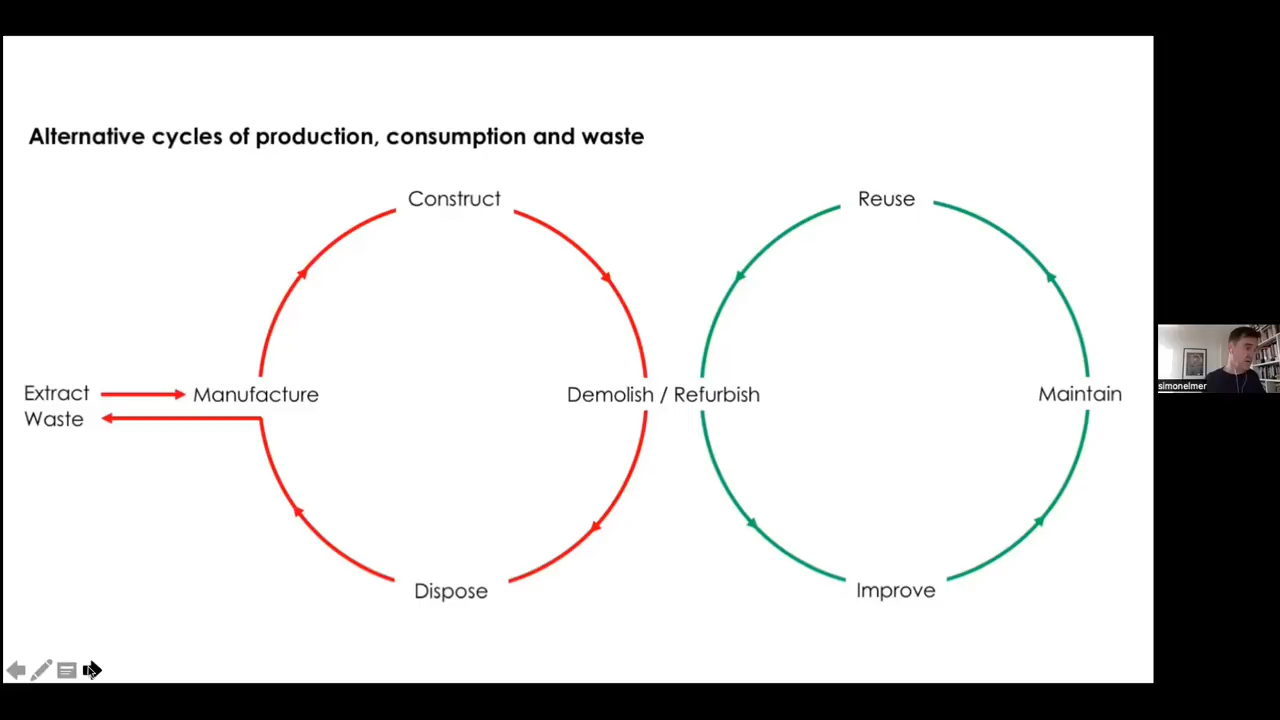 Alternative cycles of production, consumption and waste
Construct
Reuse
Extract
Manufacture
Demolish / Refurbish
Maintain
Waste
Dispose
Improve
simonelmer